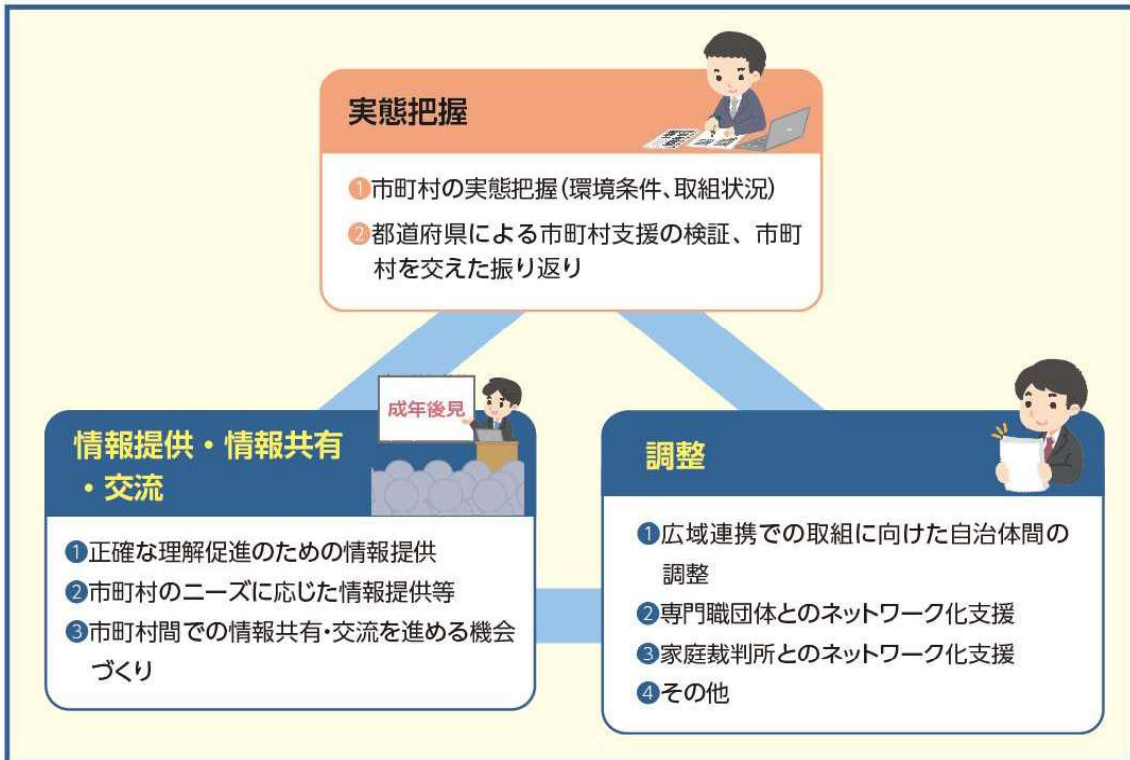 実態把握
❶市町村の実態把握(環境条件、取組状況)
❷都道府県による市町村支援の検証、市町
村を交えた振り返り
成年後見
情報提供・情報共有
・交流
❶正確な理解促進のための情報提供
❷市町村のニーズに応じた情報提供等
❸市町村間での情報共有・交流を進める機会
づくり
調整
❶広域連携での取組に向けた自治体間の
調整
❷専門職団体とのネットワーク化支援
❸家庭裁判所とのネットワーク化支援
❹その他